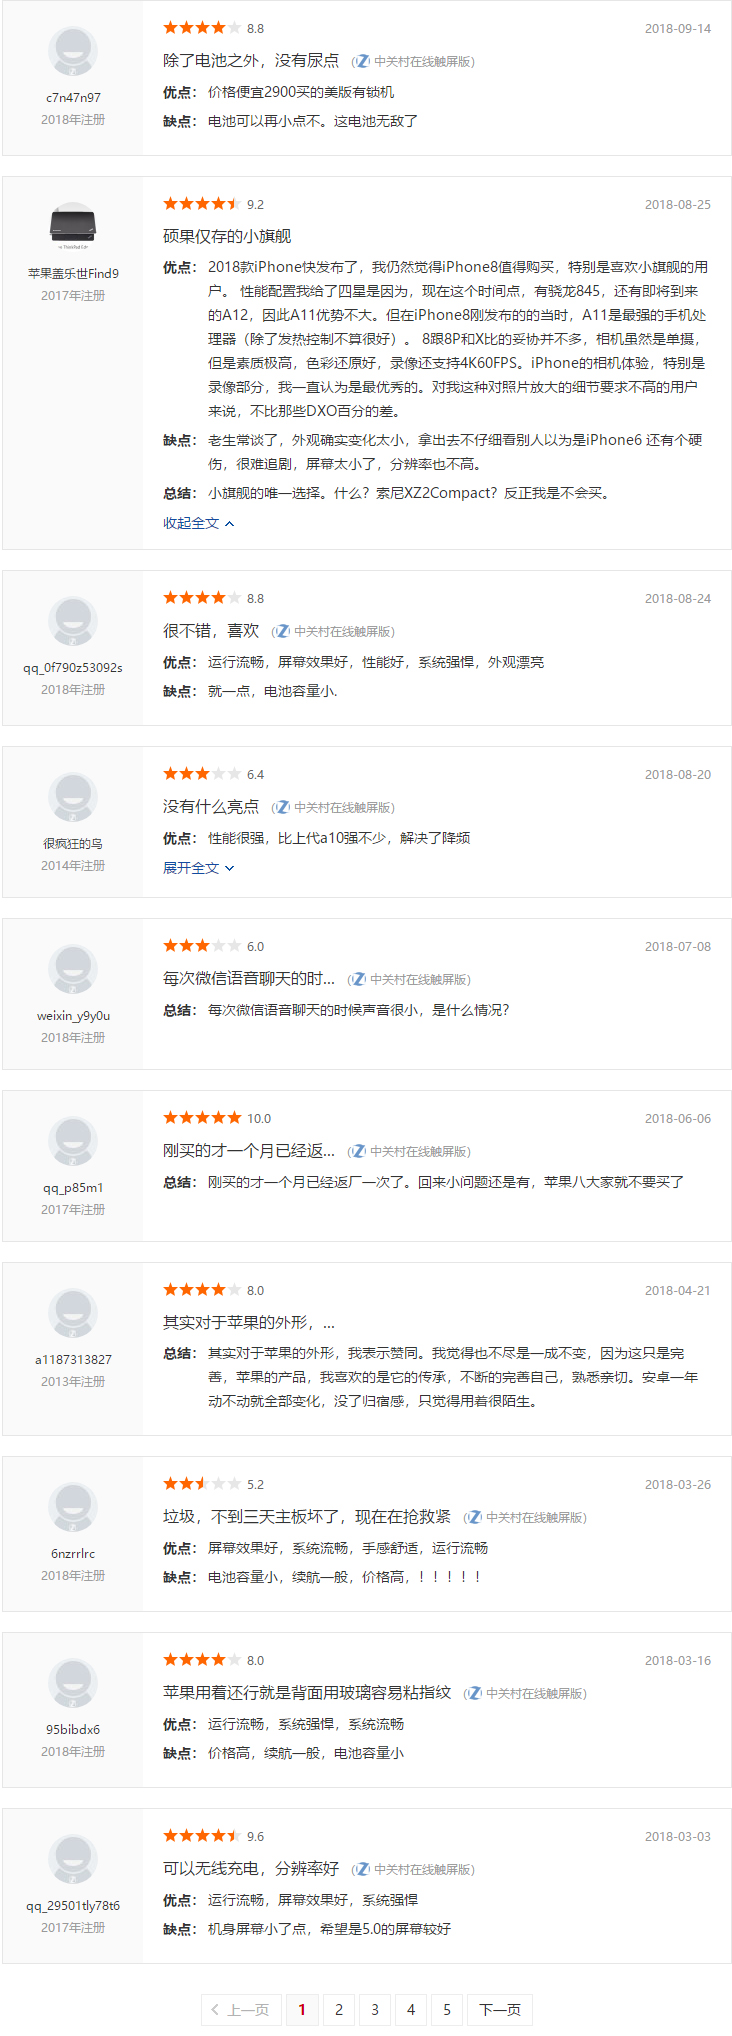 8.8
2018-09-14
除了电池之外，没有尿点 (中关村在线触屏版)
c7n47n97
2018年注册
优点： 价格便宜2900买的美版有锁机
缺点： 电池可以再小点不。这电池无敌了
9.2
2018-08-25
硕果仅存的小旗舰
苹果盖乐世Find9
2017年注册
优点： 2018款iPhone快发布了，我仍然觉得iPhone8值得购买，特别是喜欢小旗舰的用
户。 性能配置我给了四星是因为，现在这个时间点，有骁龙845，还有即将到来
的A12，因此A11优势不大。但在iPhone8刚发布的的当时，A11是最强的手机处
理器（除了发热控制不算很好）。 8跟8P和X比的妥协并不多，相机虽然是单摄，
但是素质极高，色彩还原好，录像还支持4K60FPS。iPhone的相机体验，特别是
录像部分，我一直认为是最优秀的。对我这种对照片放大的细节要求不高的用户
来说，不比那些DXO百分的差。
缺点： 老生常谈了，外观确实变化太小，拿出去不仔细看别人以为是iPhone6 还有个硬
伤，很难追剧，屏幕太小了，分辨率也不高。
总结： 小旗舰的唯一选择。什么？索尼XZ2Compact？反正我是不会买。
收起全文
8.8
2018-08-24
很不错，喜欢 (中关村在线触屏版)
qq_0f790z53092s
2018年注册
优点： 运行流畅，屏幕效果好，性能好，系统强悍，外观漂亮
缺点： 就一点，电池容量小.
6.4
2018-08-20
没有什么亮点 (中关村在线触屏版)
很疯狂的鸟
2014年注册
优点： 性能很强，比上代a10强不少，解决了降频
展开全文
6.0
2018-07-08
每次微信语音聊天的时... (中关村在线触屏版)
weixin_y9y0u
2018年注册
总结： 每次微信语音聊天的时候声音很小，是什么情况?
10.0
2018-06-06
刚买的才一个月已经返... (中关村在线触屏版)
qq_p85m1
2017年注册
总结： 刚买的才一个月已经返厂一次了。回来小问题还是有，苹果八大家就不要买了
8.0
2018-04-21
其实对于苹果的外形，...
a1187313827
2013年注册
总结： 其实对于苹果的外形，我表示赞同。我觉得也不尽是一成不变，因为这只是完
善，苹果的产品，我喜欢的是它的传承，不断的完善自己，熟悉亲切。安卓一年
动不动就全部变化，没了归宿感，只觉得用着很陌生。
5.2
2018-03-26
垃圾，不到三天主板坏了，现在在抢救紧 (中关村在线触屏版)
6nzrrlrc
2018年注册
优点： 屏幕效果好，系统流畅，手感舒适，运行流畅
缺点： 电池容量小，续航一般，价格高，！！！！！
8.0
2018-03-16
苹果用着还行就是背面用玻璃容易粘指纹 (中关村在线触屏版)
95bibdx6
2018年注册
优点： 运行流畅，系统强悍，系统流畅
缺点： 价格高，续航一般，电池容量小
9.6
2018-03-03
可以无线充电，分辨率好 (中关村在线触屏版)
qq_29501tly78t6
2017年注册
优点： 运行流畅，屏幕效果好，系统强悍
缺点： 机身屏幕小了点，希望是5.0的屏幕较好
上一页 1 2 3 4 5 下一页